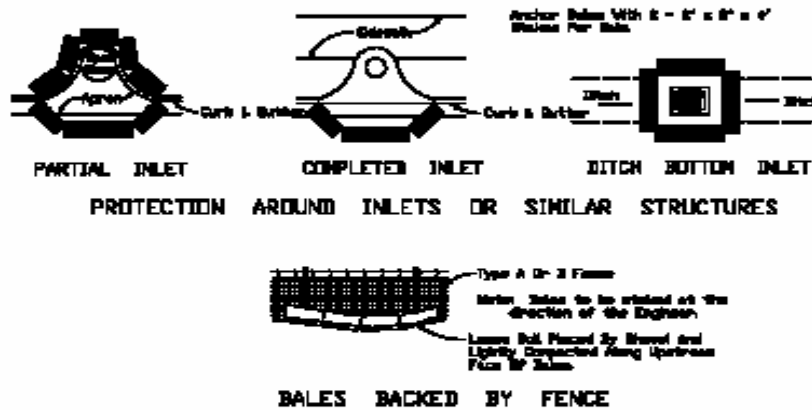 Anchor Bales With 2 - 2" x 2" x 4'
Stakes Per Bale.
Sidewalk
Apron
Curb & Gutter
Curb & Gutter
Ditch
Ditch
PARTIAL INLET
COMPLETED INLET
DITCH BOTTOM INLET
PROTECTION AROUND INLETS OR SIMILAR STRUCTURES
Type A Or B Fence
Note: Bales to be staked at the
direction of the Engineer.
Loose Soil Placed By Shovel And
Lightly Compacted Along Upstream
Face Of Bales.
BALES BACKED BY FENCE